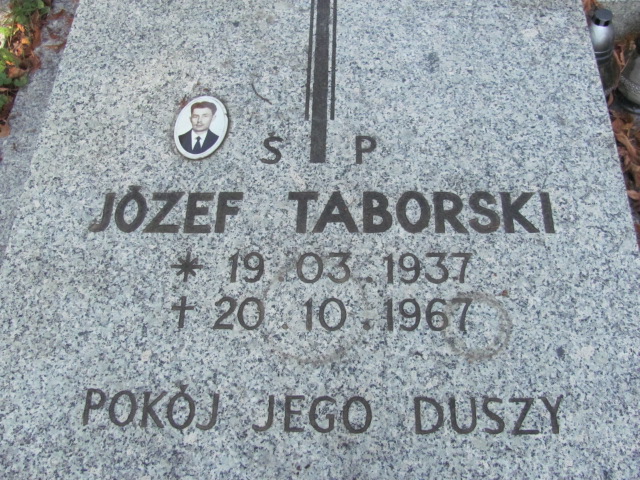 Ś P
JÓZEF TABORSKI
* 19.03.1937
† 20.10.1967
POKÓJ JEGO DUSZY